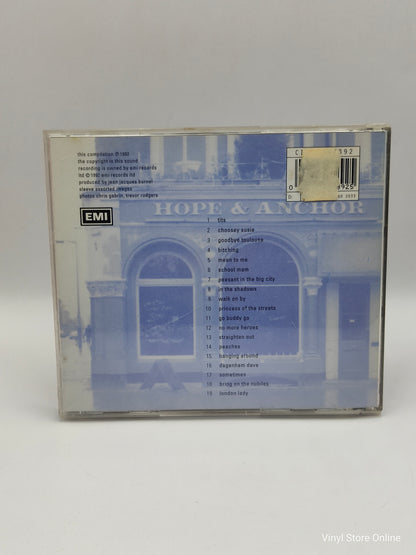 this compilation ℗ 1992
the copyright in this sound
recording is owned by emi records
ltd © 1992 emi records ltd
produced by jean jacques burnel
sleeve assorted images
photos chris gabrin, trevor rodgers
EMI
HOPE & ANCHOR
1 tits
2 choosey susie
3 goodbye toulouse
4 bitching
5 mean to me
6 school mam
7 peasant in the big city
8 in the shadows
9 walk on by
10 princess of the streets
11 go buddy go
12 no more heroes
13 straighten out
14 peaches
15 hanging around
16 dagenham dave
17 sometimes
18 bring on the nubiles
19 london lady
Vinyl Store Online